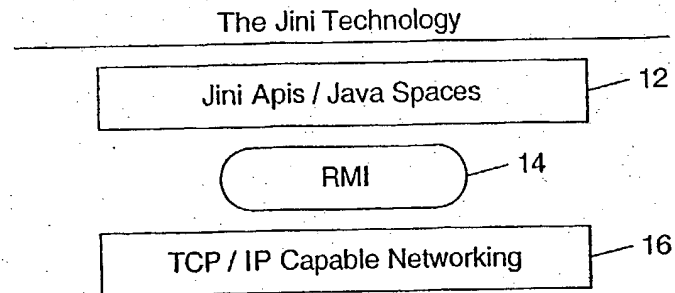 The Jini Technology
Jini Apis / Java Spaces
12
RMI
14
TCP / IP Capable Networking
16